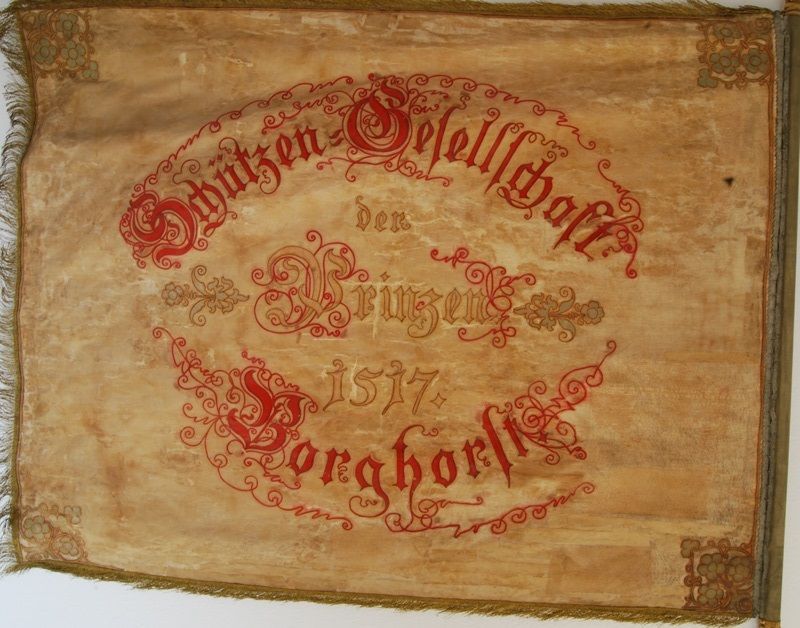 Schützen-Gesellschaft
der
Prinzen
1517.
Borghorst.